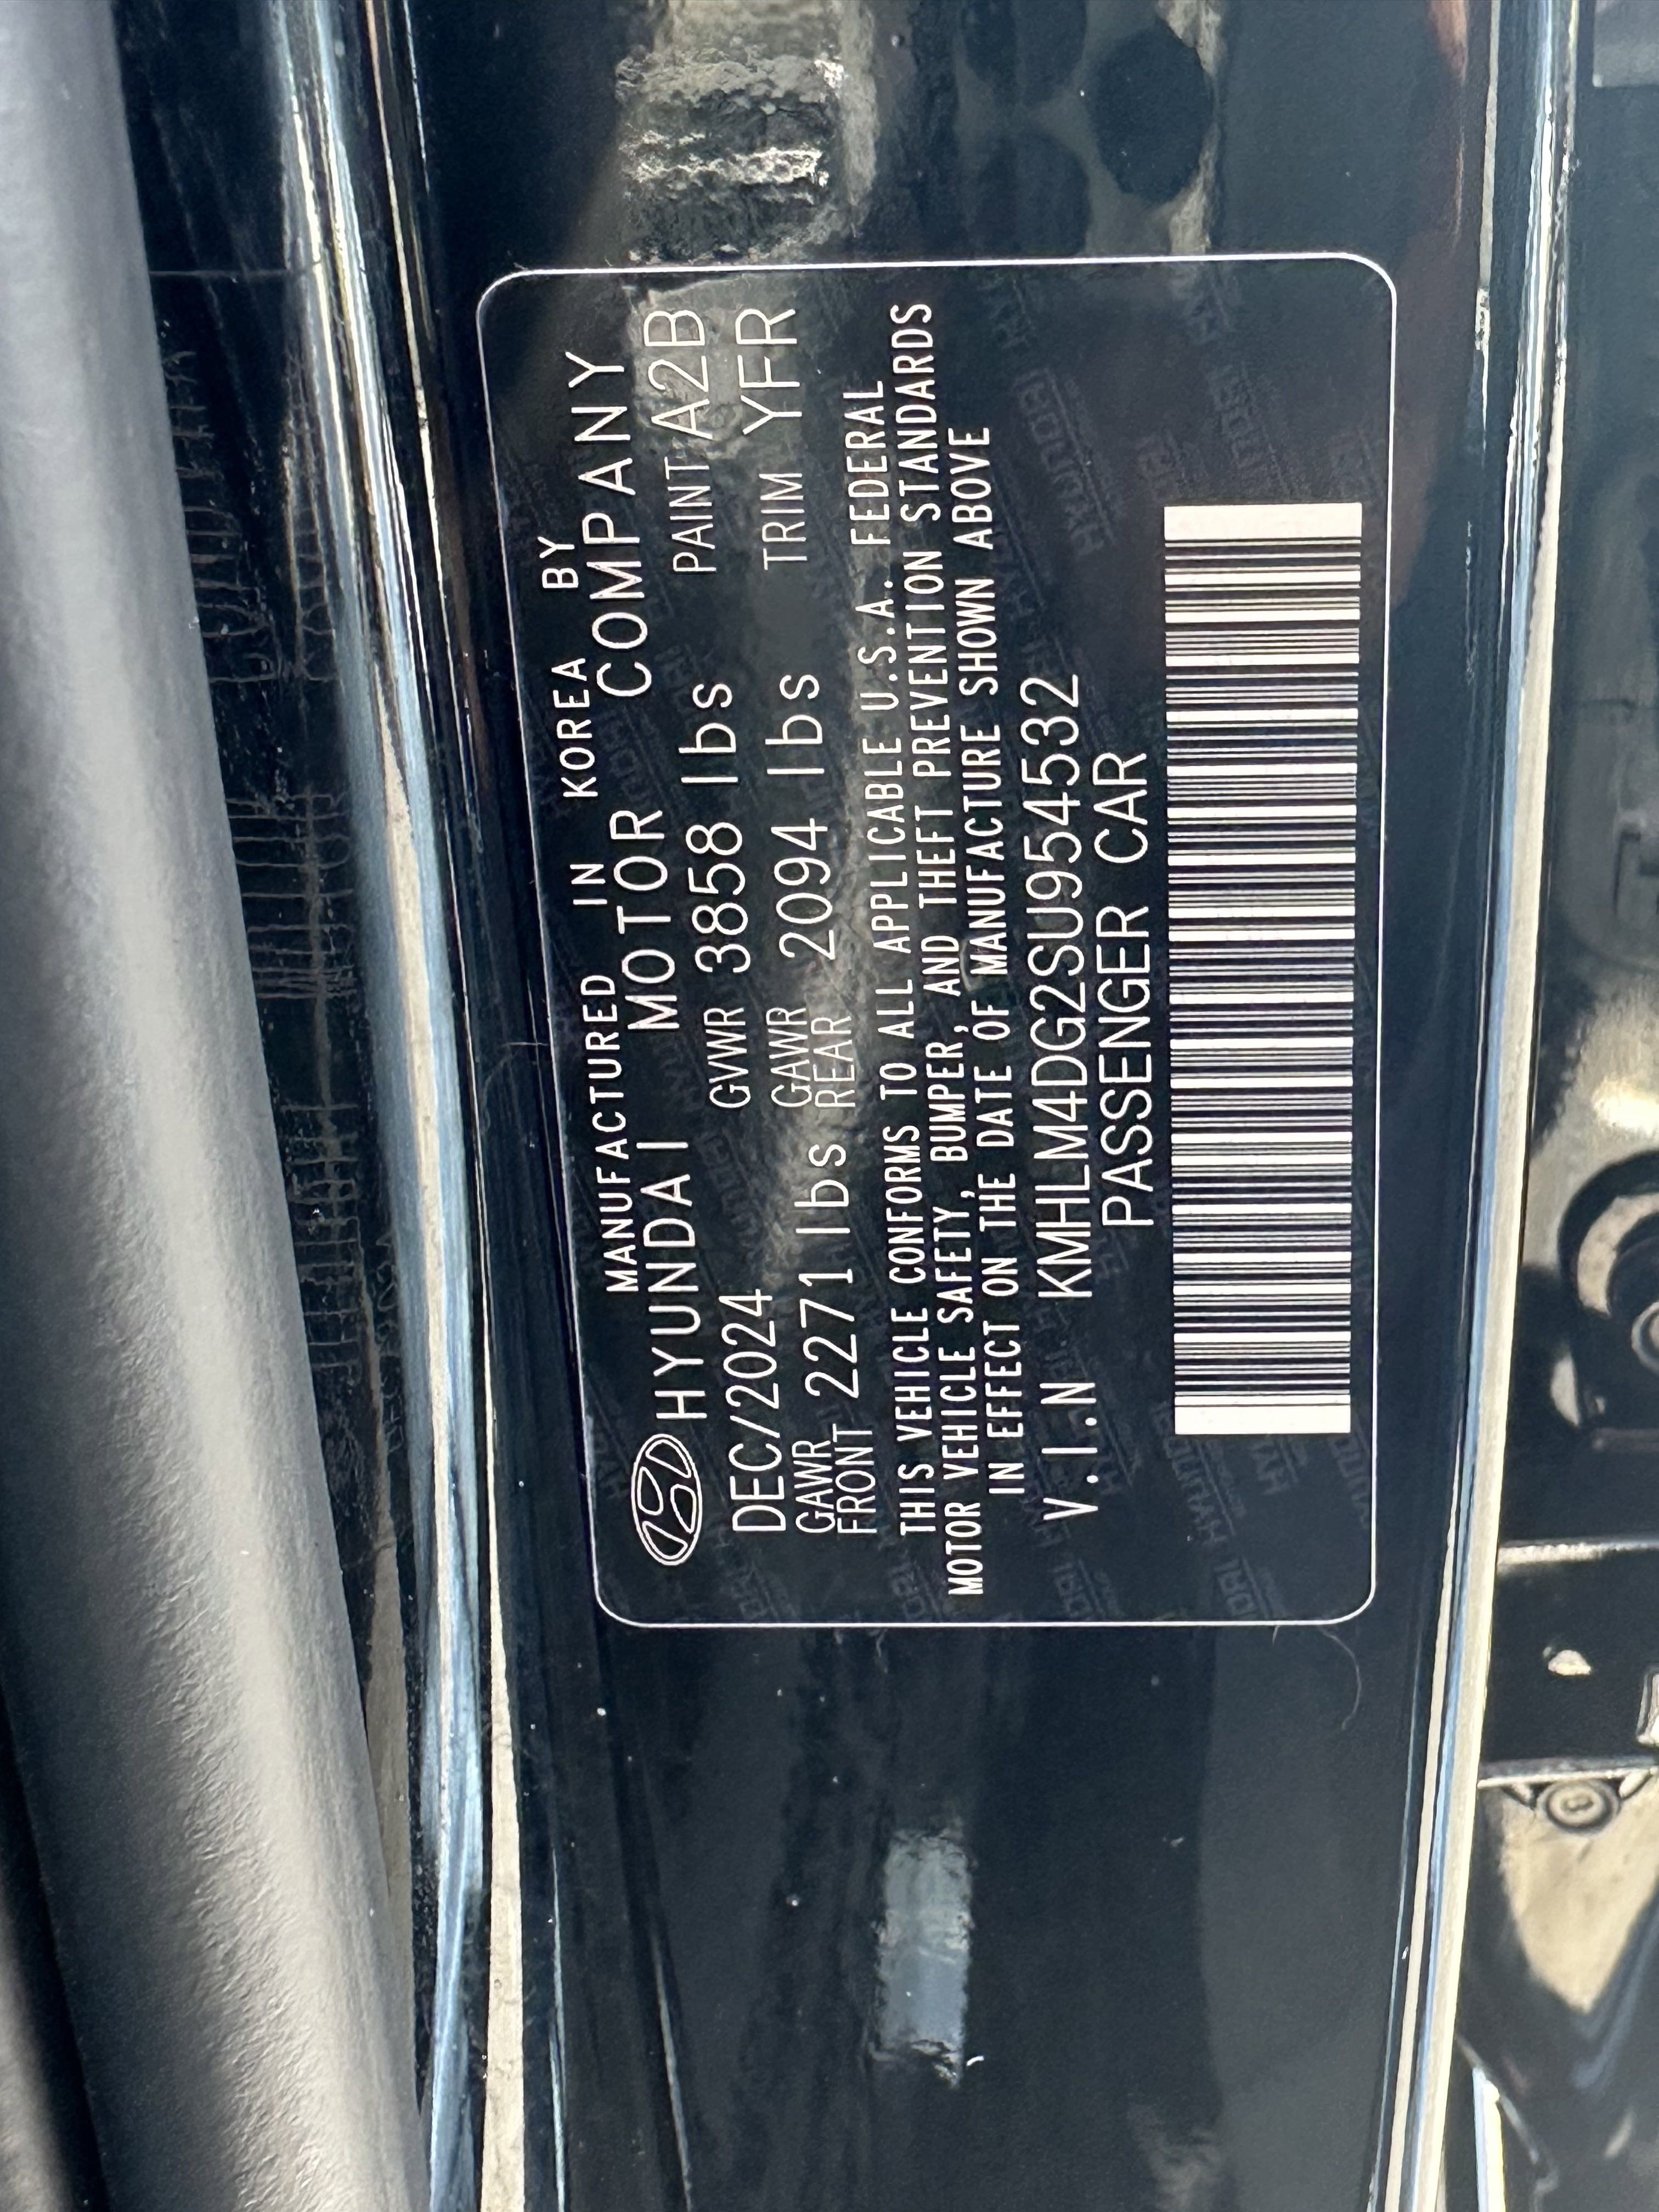 MANUFACTURED IN KOREA BY
HYUNDAI MOTOR COMPANY
DEC/2024 GVWR 3858 lbs PAINT A2B
GAWR FRONT 2271 lbs GAWR REAR 2094 lbs TRIM YFR
THIS VEHICLE CONFORMS TO ALL APPLICABLE U.S.A. FEDERAL
MOTOR VEHICLE SAFETY, BUMPER, AND THEFT PREVENTION STANDARDS
IN EFFECT ON THE DATE OF MANUFACTURE SHOWN ABOVE
V.I.N KMHLM4DG2SU954532
PASSENGER CAR